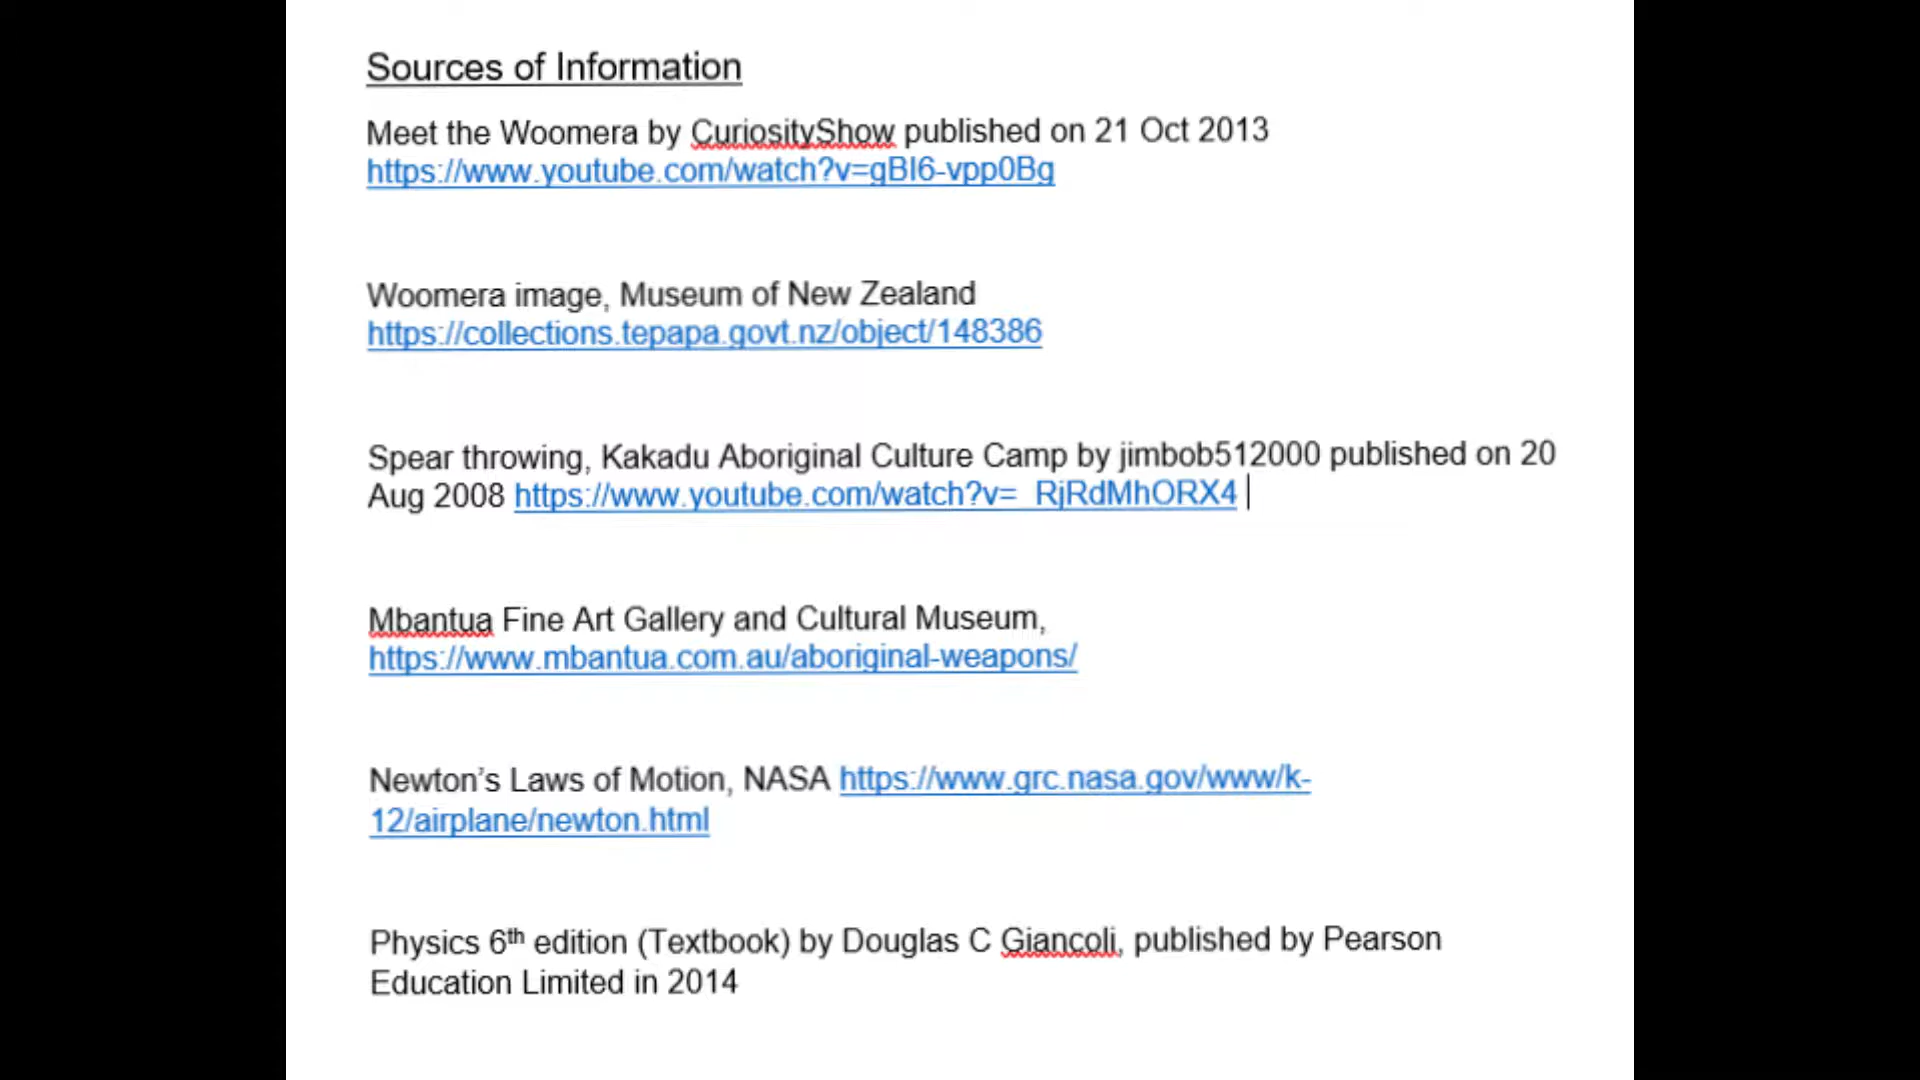 Sources of Information
Meet the Woomera by CuriosityShow published on 21 Oct 2013
https://www.youtube.com/watch?v=gBI6-vpp0Bg
Woomera image, Museum of New Zealand
https://collections.tepapa.govt.nz/object/148386
Spear throwing, Kakadu Aboriginal Culture Camp by jimbob512000 published on 20
Aug 2008 https://www.youtube.com/watch?v=_RjRdMhORX4
Mbantua Fine Art Gallery and Cultural Museum,
https://www.mbantua.com.au/aboriginal-weapons/
Newton’s Laws of Motion, NASA https://www.grc.nasa.gov/www/k-
12/airplane/newton.html
Physics 6th edition (Textbook) by Douglas C Giancoli, published by Pearson
Education Limited in 2014